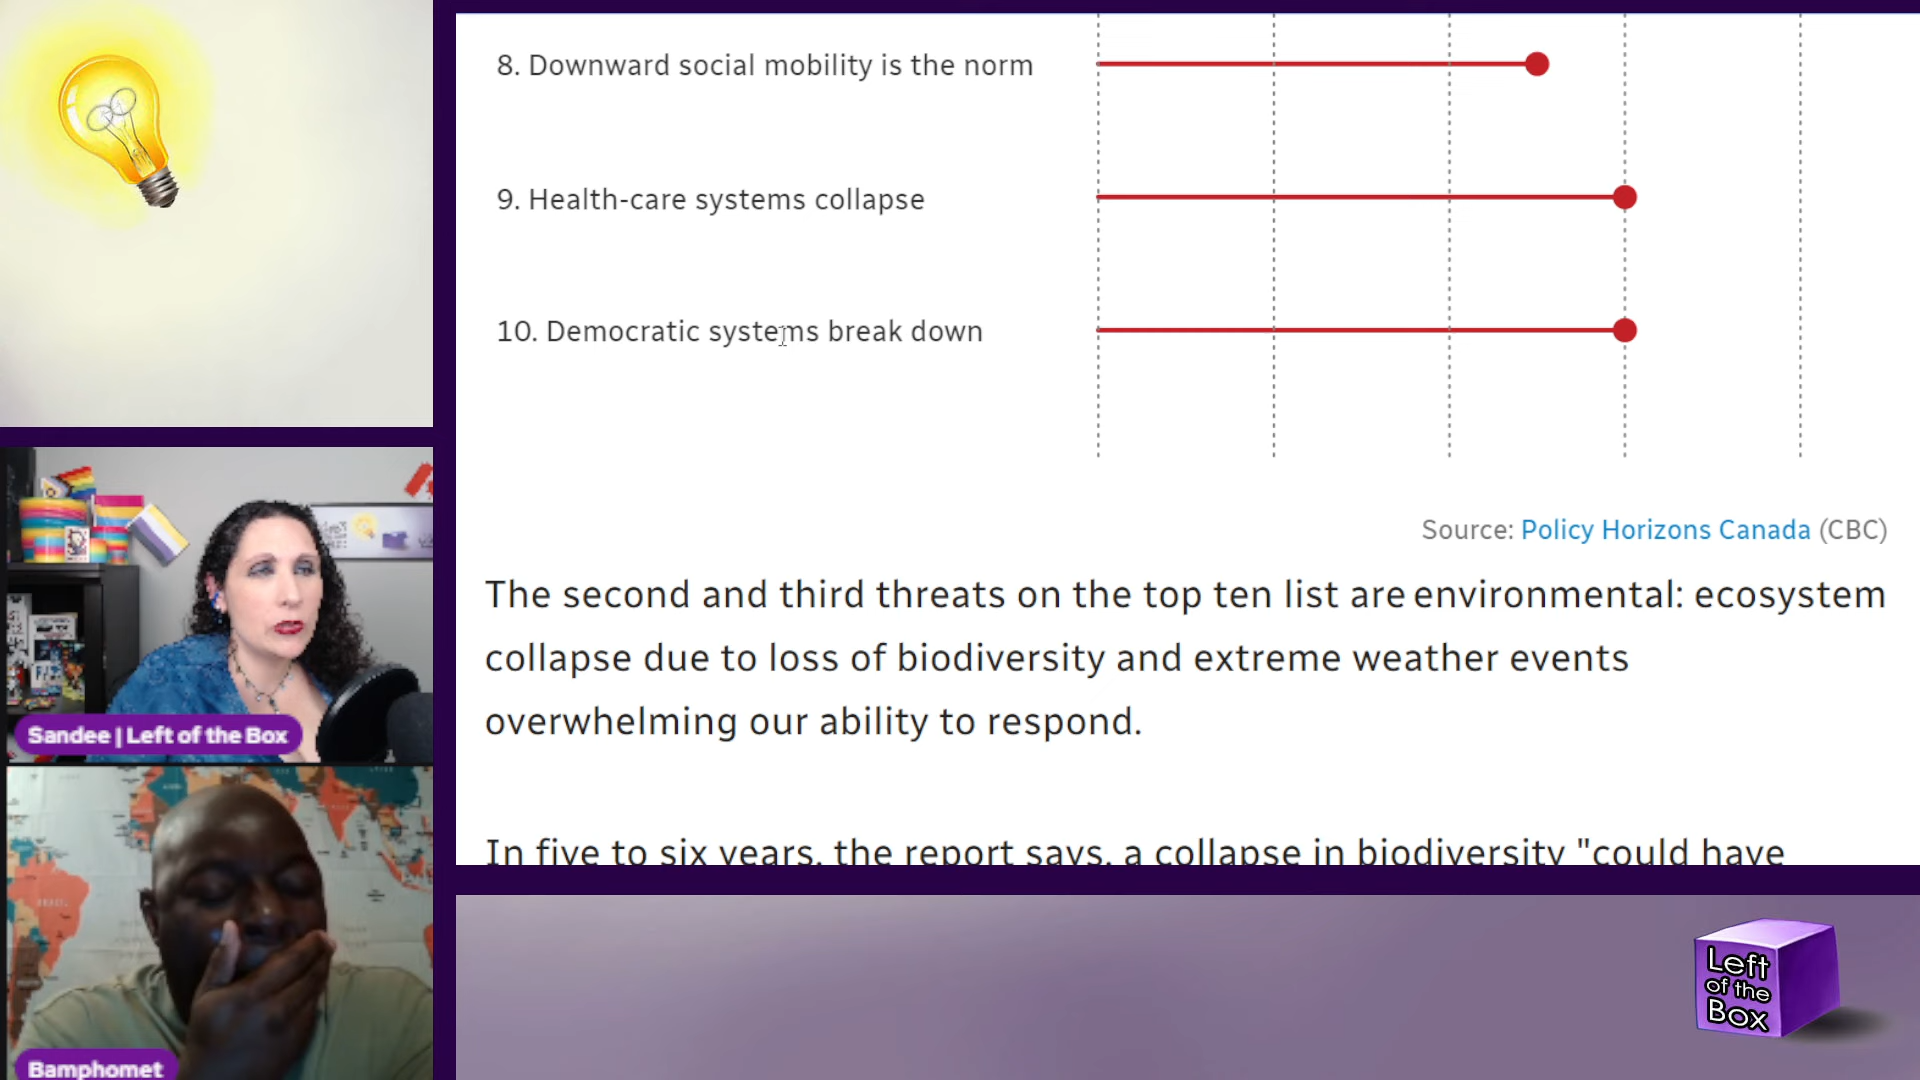 8. Downward social mobility is the norm
9. Health-care systems collapse
10. Democratic systems break down
Source: Policy Horizons Canada (CBC)
The second and third threats on the top ten list are environmental: ecosystem
collapse due to loss of biodiversity and extreme weather events
overwhelming our ability to respond.
In five to six years, the report says, a collapse in biodiversity "could have
Sandee | Left of the Box
Bamphomet
Left
of the
Box